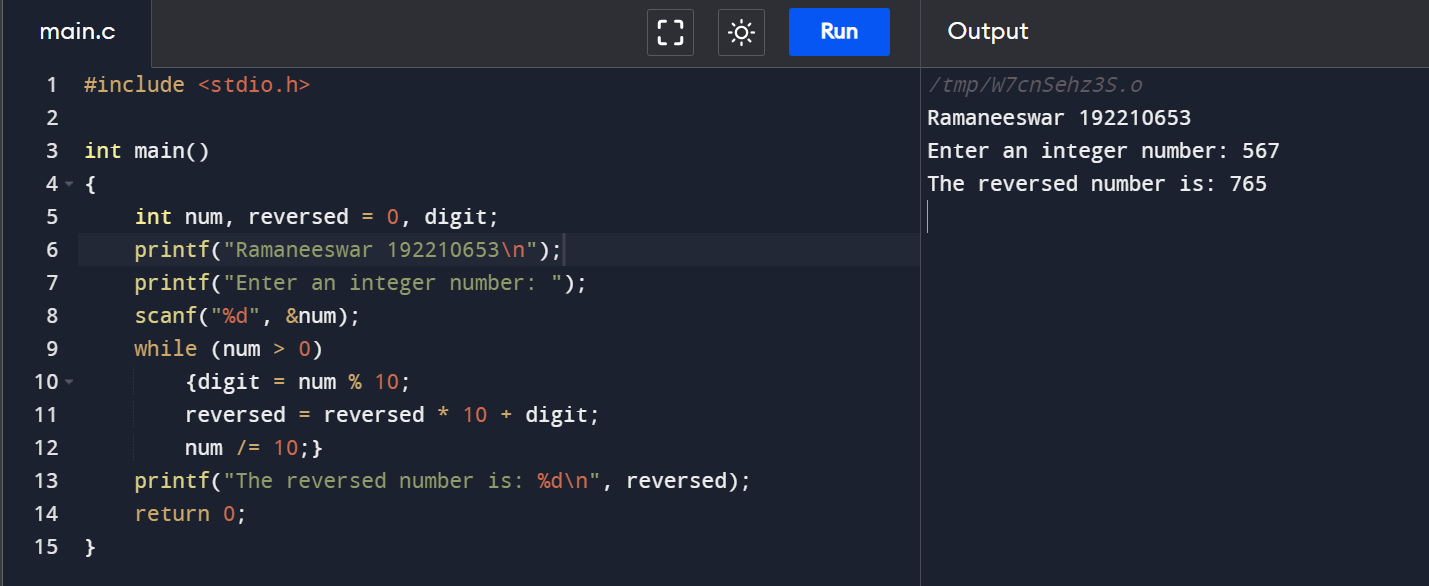 main.c
Run
Output
1 #include <stdio.h>
2
3 int main()
4 {
5 int num, reversed = 0, digit;
6 printf("Ramaneeswar 192210653\n");
7 printf("Enter an integer number: ");
8 scanf("%d", &num);
9 while (num > 0)
10 {digit = num % 10;
11 reversed = reversed * 10 + digit;
12 num /= 10;}
13 printf("The reversed number is: %d\n", reversed);
14 return 0;
15 }
/tmp/W7cnSehz3S.o
Ramaneeswar 192210653
Enter an integer number: 567
The reversed number is: 765